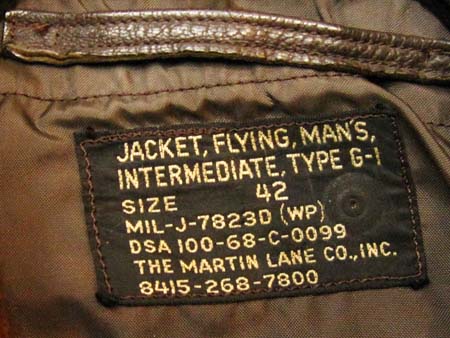 JACKET, FLYING, MAN'S,
INTERMEDIATE, TYPE G-1
SIZE 42
MIL-J-7823D (WP)
DSA 100-68-C-0099
THE MARTIN LANE CO., INC.
8415-268-7800